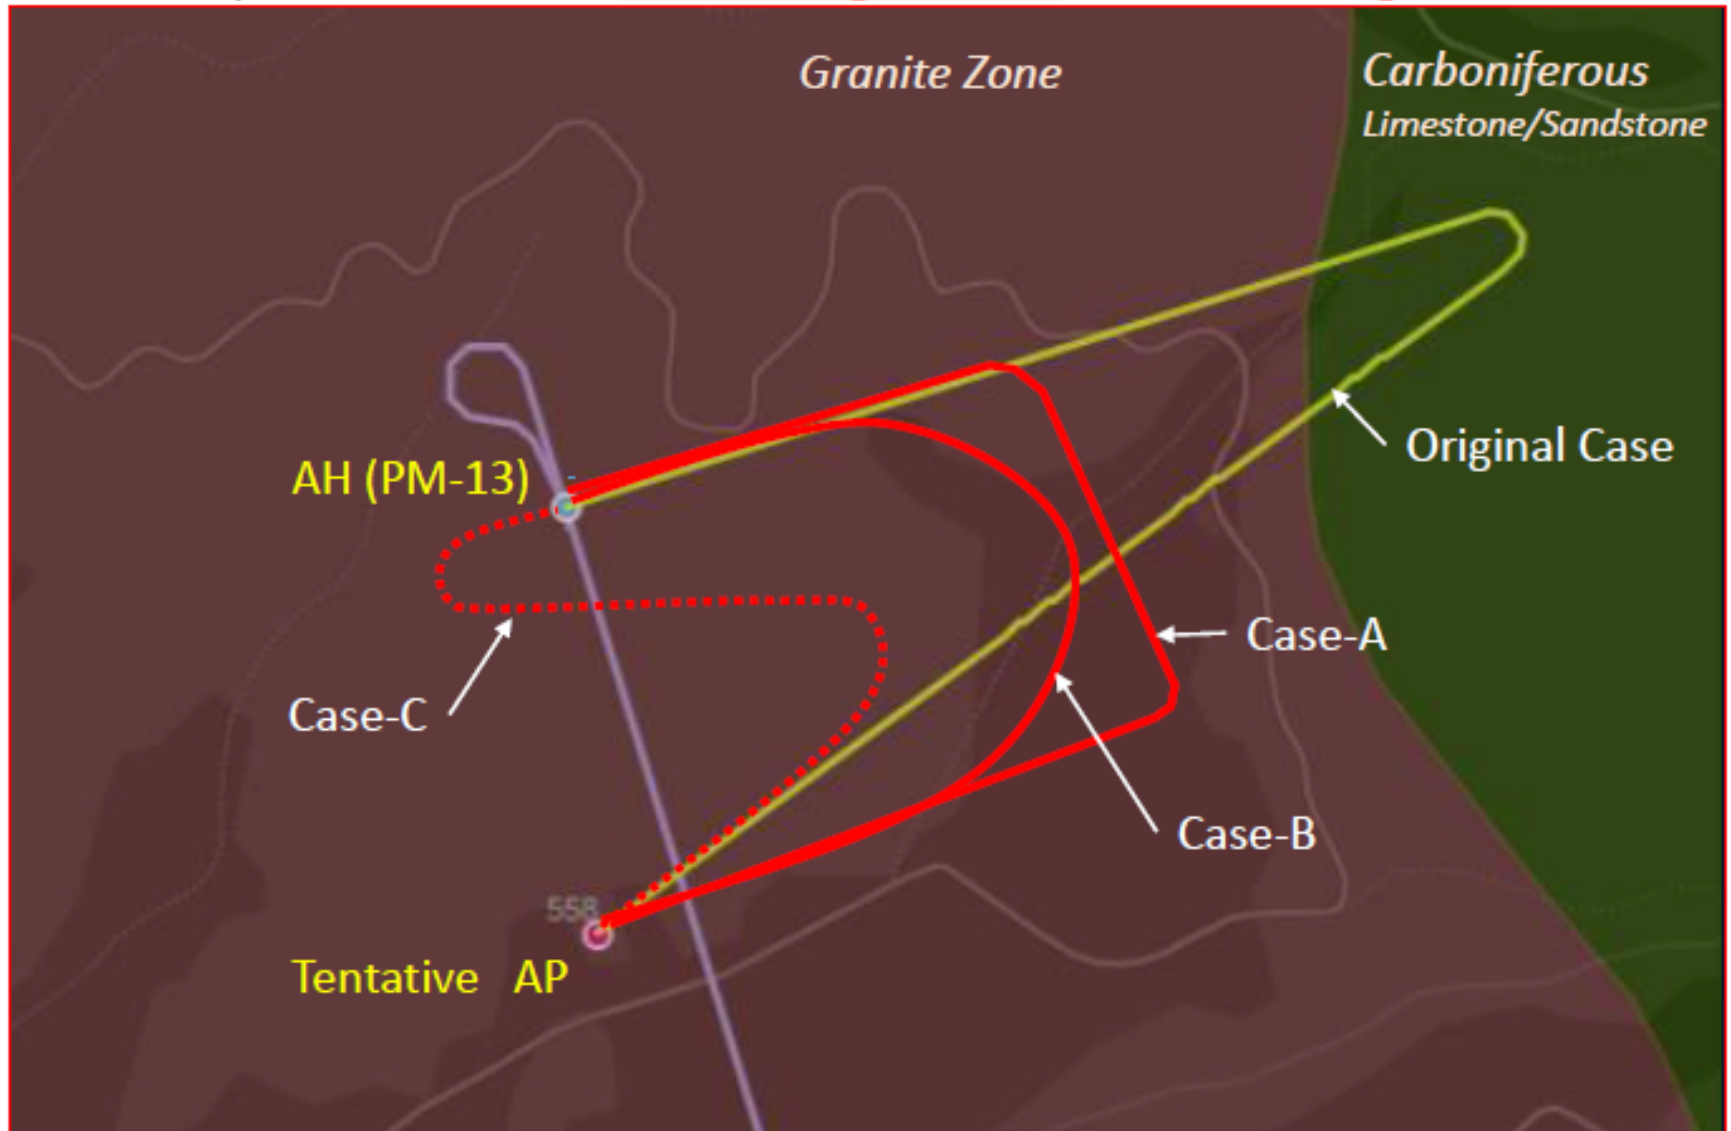 Granite Zone
Carboniferous
Limestone/Sandstone
Original Case
AH (PM-13)
Case-A
Case-C
Case-B
558
Tentative AP